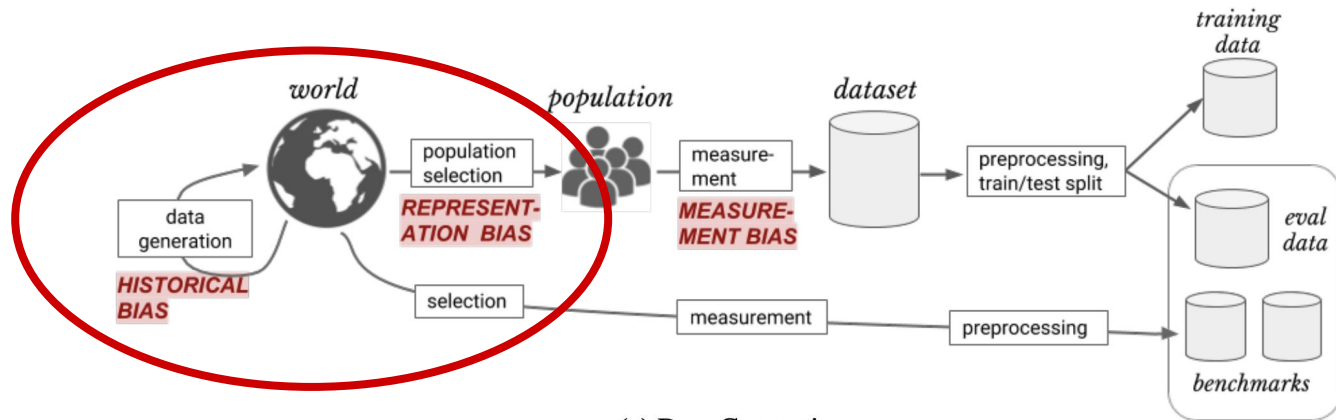 training
data
world
population
dataset
population
selection
measure-
ment
preprocessing,
train/test split
data
generation
REPRESENT-
ATION BIAS
MEASURE-
MENT BIAS
eval
data
HISTORICAL
BIAS
selection
measurement
preprocessing
benchmarks